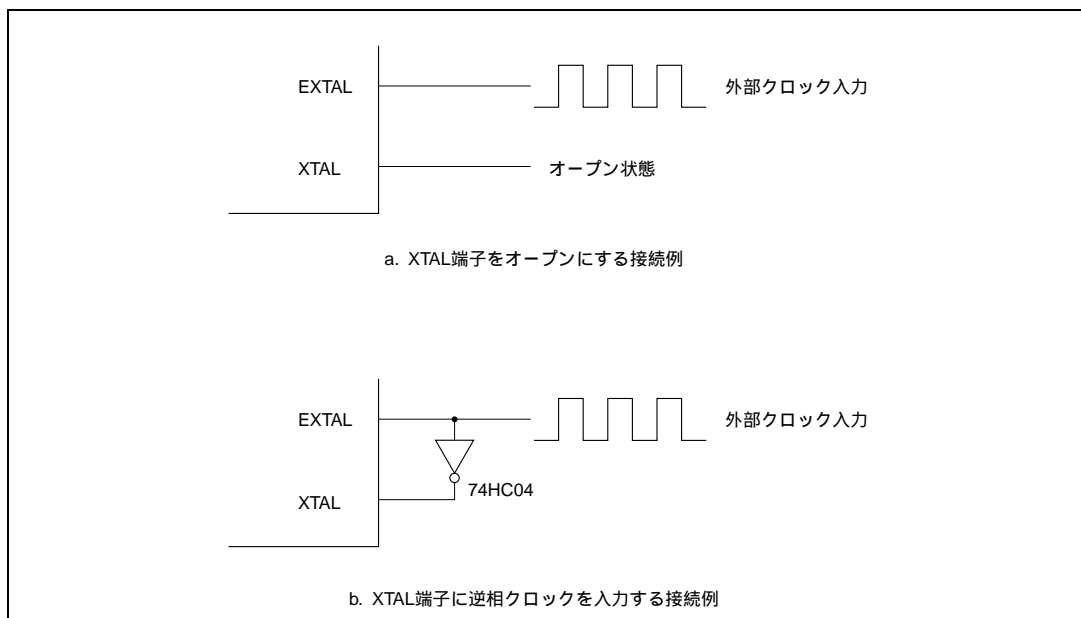 EXTAL 外部クロック入力
XTAL オープン状態
a. XTAL端子をオープンにする接続例
EXTAL 外部クロック入力
74HC04
XTAL
b. XTAL端子に逆相クロックを入力する接続例